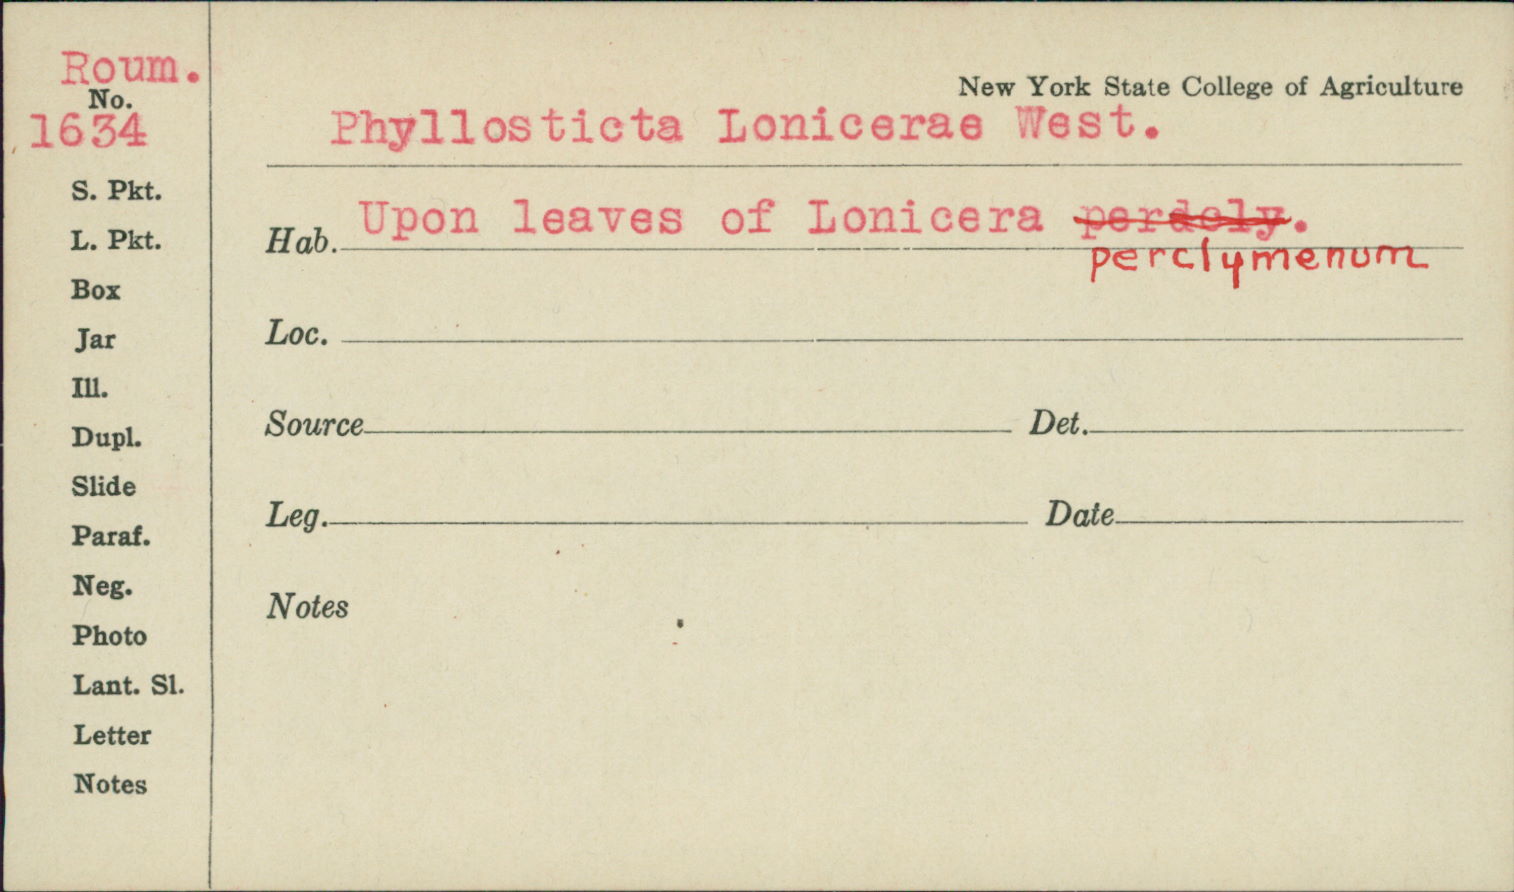 Roum.
No.
1634
S. Pkt.
L. Pkt.
Box
Jar
Ill.
Dupl.
Slide
Paraf.
Neg.
Photo
Lant. Sl.
Letter
Notes
New York State College of Agriculture
Phyllosticta Lonicerae West.
Hab. Upon leaves of Lonicera perdcly.
perclymenum
Loc.
Source Det.
Leg. Date
Notes